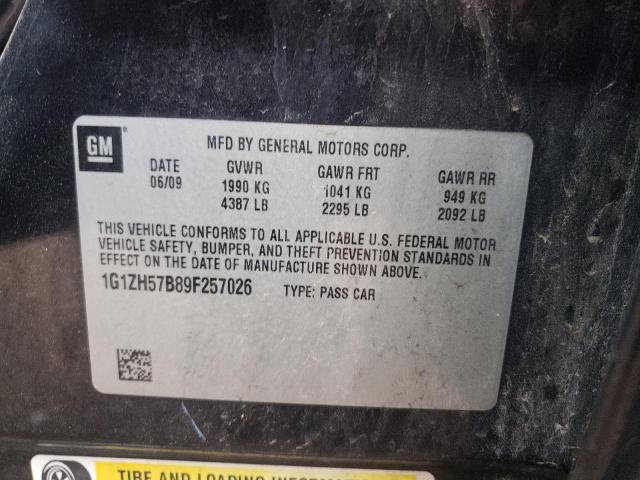 GM
MFD BY GENERAL MOTORS CORP.
DATE GVWR GAWR FRT GAWR RR
06/09 1990 KG 1041 KG 949 KG
4387 LB 2295 LB 2092 LB
THIS VEHICLE CONFORMS TO ALL APPLICABLE U.S. FEDERAL MOTOR
VEHICLE SAFETY, BUMPER, AND THEFT PREVENTION STANDARDS IN
EFFECT ON THE DATE OF MANUFACTURE SHOWN ABOVE.
1G1ZH57B89F257026 TYPE: PASS CAR
TIRE AND LOADING INFORMATION